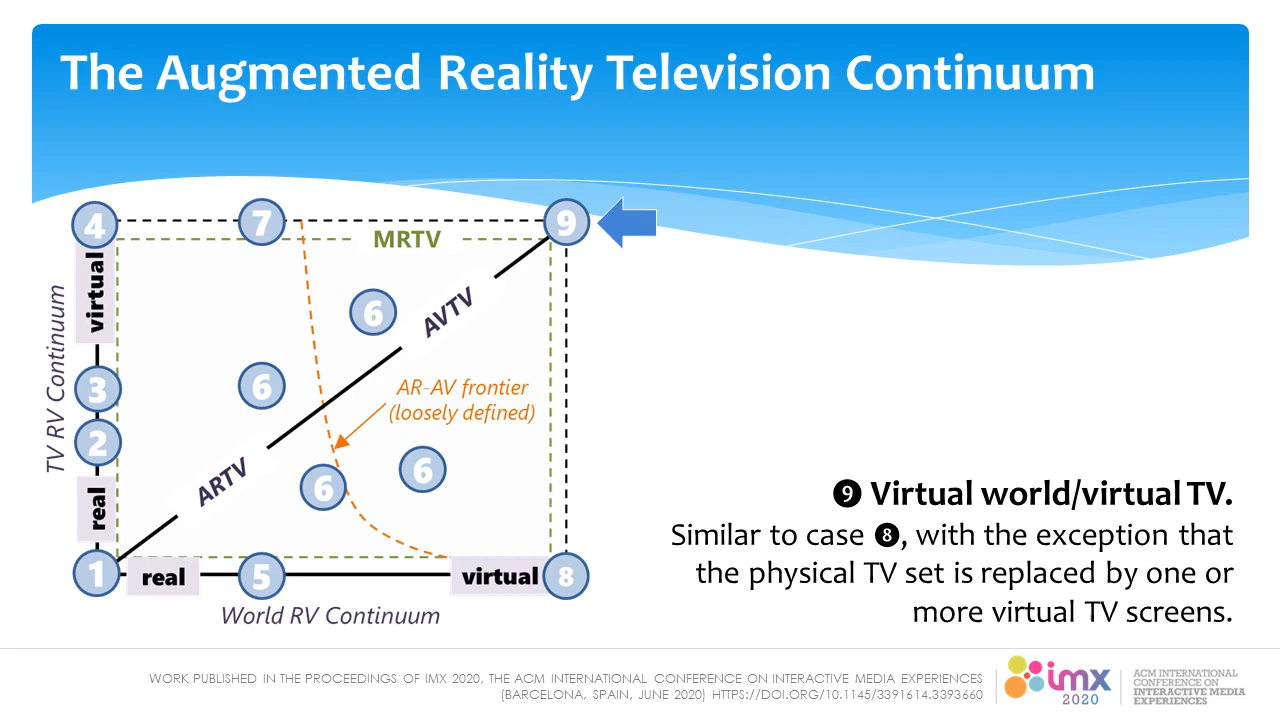 The Augmented Reality Television Continuum
4
7
9
MRTV
virtual
TV RV Continuum
6
AVTV
3
6
AR-AV frontier
(loosely defined)
2
ARTV
6
6
real
1
real
5
virtual
8
World RV Continuum
❾ Virtual world/virtual TV.
Similar to case ❽, with the exception that
the physical TV set is replaced by one or
more virtual TV screens.
WORK PUBLISHED IN THE PROCEEDINGS OF IMX 2020, THE ACM INTERNATIONAL CONFERENCE ON INTERACTIVE MEDIA EXPERIENCES
(BARCELONA, SPAIN, JUNE 2020) HTTPS://DOI.ORG/10.1145/3391614.3393660
imx
2020
ACM INTERNATIONAL
CONFERENCE ON
INTERACTIVE MEDIA
EXPERIENCES